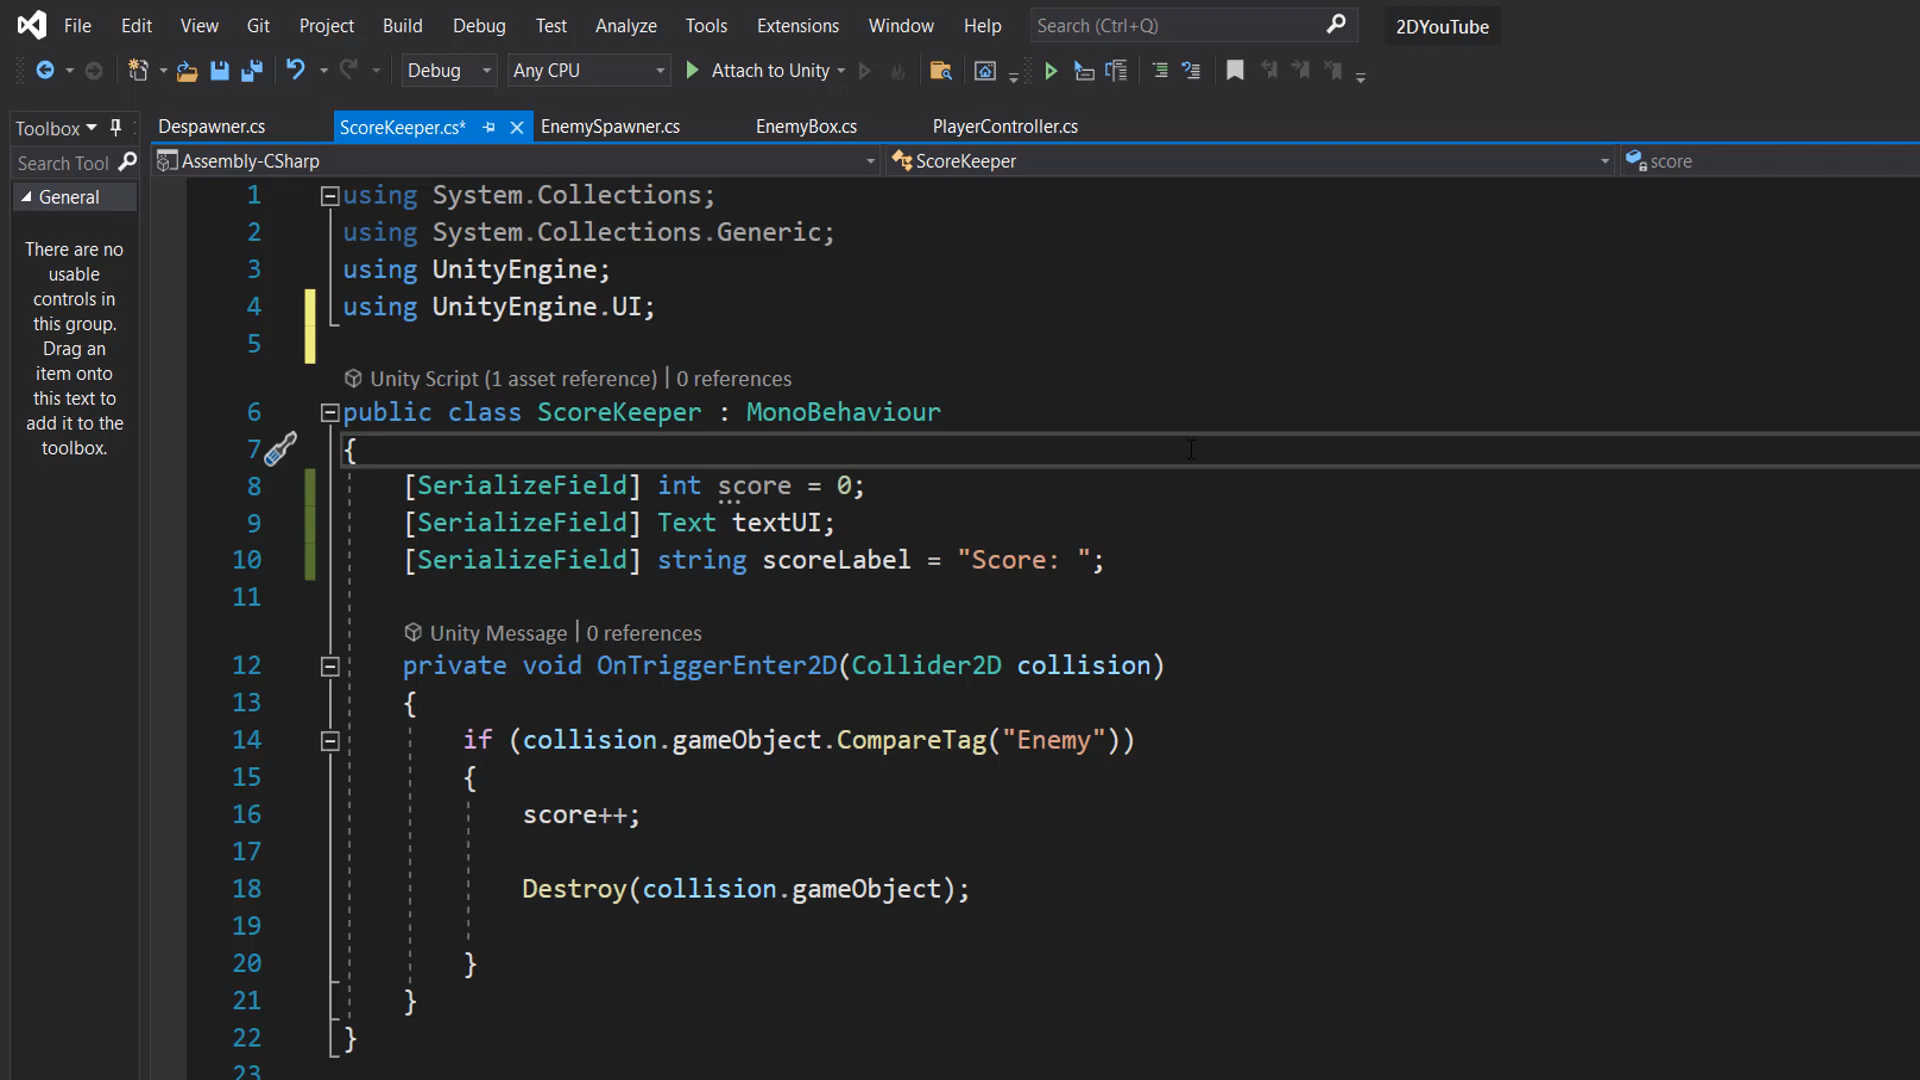 File Edit View Git Project Build Debug Test Analyze Tools Extensions Window Help Search (Ctrl+Q) 2DYouTube
Debug Any CPU Attach to Unity
Toolbox Despawner.cs ScoreKeeper.cs* EnemySpawner.cs EnemyBox.cs PlayerController.cs
Search Tool Assembly-CSharp ScoreKeeper score
General
There are no
usable
controls in
this group.
Drag an
item onto
this text to
add it to the
toolbox.
1 using System.Collections;
2 using System.Collections.Generic;
3 using UnityEngine;
4 using UnityEngine.UI;
5
Unity Script (1 asset reference) | 0 references
6 public class ScoreKeeper : MonoBehaviour
7 {
8 [SerializeField] int score = 0;
9 [SerializeField] Text textUI;
10 [SerializeField] string scoreLabel = "Score: ";
11
Unity Message | 0 references
12 private void OnTriggerEnter2D(Collider2D collision)
13 {
14 if (collision.gameObject.CompareTag("Enemy"))
15 {
16 score++;
17
18 Destroy(collision.gameObject);
19
20 }
21 }
22 }
23